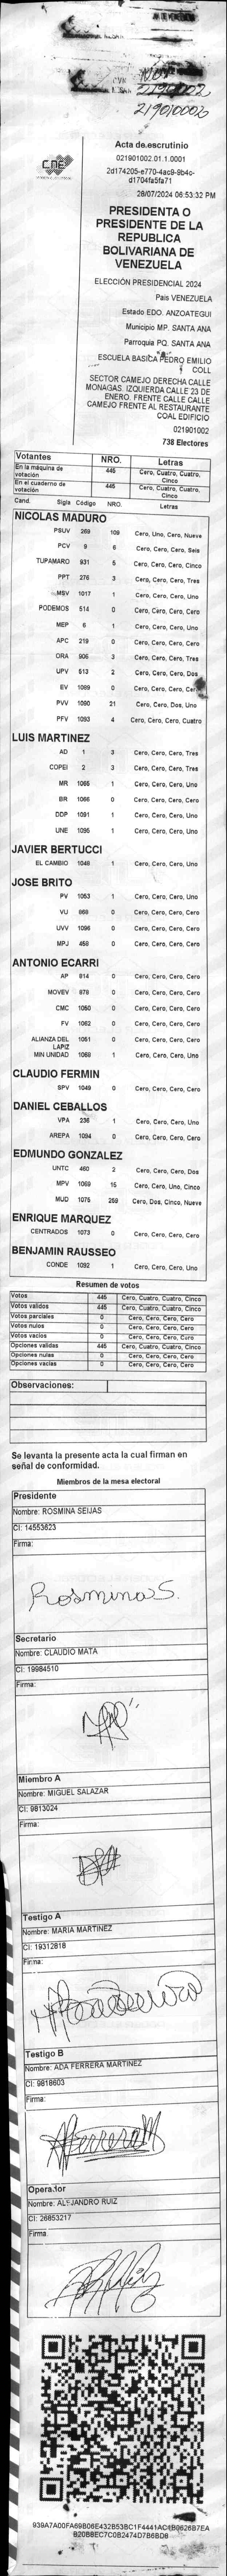 219010002
CNE
Acta de escrutinio
021901002.01.1.0001
2d174205-e770-4ac9-9b4c-
d1704fa5fa71
28/07/2024 06:53:32 PM
PRESIDENTA O
PRESIDENTE DE LA
REPUBLICA
BOLIVARIANA DE
VENEZUELA
ELECCIÓN PRESIDENCIAL 2024
Pais VENEZUELA
Estado EDO. ANZOATEGUI
Municipio MP. SANTA ANA
Parroquia PQ. SANTA ANA
ESCUELA BASICA PEDRO EMILIO
COLL
SECTOR CAMEJO DERECHA CALLE
MONAGAS. IZQUIERDA CALLE 23 DE
ENERO. FRENTE CALLE CALLE
CAMEJO FRENTE AL RESTAURANTE
COAL EDIFICIO
021901002
738 Electores
Votantes NRO. Letras
En la máquina de votación 445 Cero, Cuatro, Cuatro, Cinco
En el cuaderno de votación 445 Cero, Cuatro, Cuatro, Cinco
Cand. Sigla Codigo NRO. Letras
NICOLAS MADURO
PSUV 269 109 Cero, Uno, Cero, Nueve
PCV 9 6 Cero, Cero, Cero, Seis
TUPAMARO 931 5 Cero, Cero, Cero, Cinco
PPT 276 3 Cero, Cero, Cero, Tres
MSV 1017 1 Cero, Cero, Cero, Uno
PODEMOS 514 0 Cero, Cero, Cero, Cero
MEP 6 1 Cero, Cero, Cero, Uno
APC 219 0 Cero, Cero, Cero, Cero
ORA 906 3 Cero, Cero, Cero, Tres
UPV 513 2 Cero, Cero, Cero, Dos
EV 1089 0 Cero, Cero, Cero, Cero
PVV 1090 21 Cero, Cero, Dos, Uno
PFV 1093 4 Cero, Cero, Cero, Cuatro
LUIS MARTINEZ
AD 1 3 Cero, Cero, Cero, Tres
COPEI 2 3 Cero, Cero, Cero, Tres
MR 1065 1 Cero, Cero, Cero, Uno
BR 1066 0 Cero, Cero, Cero, Cero
DDP 1091 1 Cero, Cero, Cero, Uno
UNE 1095 1 Cero, Cero, Cero, Uno
JAVIER BERTUCCI
EL CAMBIO 1048 1 Cero, Cero, Cero, Uno
JOSE BRITO
PV 1053 1 Cero, Cero, Cero, Uno
VU 868 0 Cero, Cero, Cero, Cero
UVV 1096 0 Cero, Cero, Cero, Cero
MPJ 458 0 Cero, Cero, Cero, Cero
ANTONIO ECARRI
AP 814 0 Cero, Cero, Cero, Cero
MOVEV 878 0 Cero, Cero, Cero, Cero
CMC 1050 0 Cero, Cero, Cero, Cero
FV 1062 0 Cero, Cero, Cero, Cero
ALIANZA DEL LAPIZ 1051 0 Cero, Cero, Cero, Cero
MIN UNIDAD 1068 1 Cero, Cero, Cero, Uno
CLAUDIO FERMIN
SPV 1049 0 Cero, Cero, Cero, Cero
DANIEL CEBALLOS
VPA 236 1 Cero, Cero, Cero, Uno
AREPA 1094 0 Cero, Cero, Cero, Cero
EDMUNDO GONZALEZ
UNTC 460 2 Cero, Cero, Cero, Dos
MPV 1069 15 Cero, Cero, Uno, Cinco
MUD 1075 259 Cero, Dos, Cinco, Nueve
ENRIQUE MARQUEZ
CENTRADOS 1073 0 Cero, Cero, Cero, Cero
BENJAMIN RAUSSEO
CONDE 1092 1 Cero, Cero, Cero, Uno
Resumen de votos
Votos 445 Cero, Cuatro, Cuatro, Cinco
Votos validos 445 Cero, Cuatro, Cuatro, Cinco
Votos parciales 0 Cero, Cero, Cero, Cero
Votos nulos 0 Cero, Cero, Cero, Cero
Votos vacios 0 Cero, Cero, Cero, Cero
Opciones validas 445 Cero, Cuatro, Cuatro, Cinco
Opciones nulas 0 Cero, Cero, Cero, Cero
Opciones vacias 0 Cero, Cero, Cero, Cero
Observaciones:
Se levanta la presente acta la cual firman en
señal de conformidad.
Miembros de la mesa electoral
Presidente
Nombre: ROSMINA SEIJAS
CI: 14553623
Firma:
Rosmina S.
Secretario
Nombre: CLAUDIO MATA
CI: 19984510
Firma:
Miembro A
Nombre: MIGUEL SALAZAR
CI: 9813024
Firma:
Testigo A
Nombre: MARIA MARTINEZ
CI: 19312818
Firma:
Testigo B
Nombre: ADA FERRERA MARTINEZ
CI: 9818603
Firma:
Operador
Nombre: ALEJANDRO RUIZ
CI: 26853217
Firma:
939A7A00FA69B06E432B53BC1F4441AC1B0626B7EA
B20B8EC7C0B2474D7B6BD8